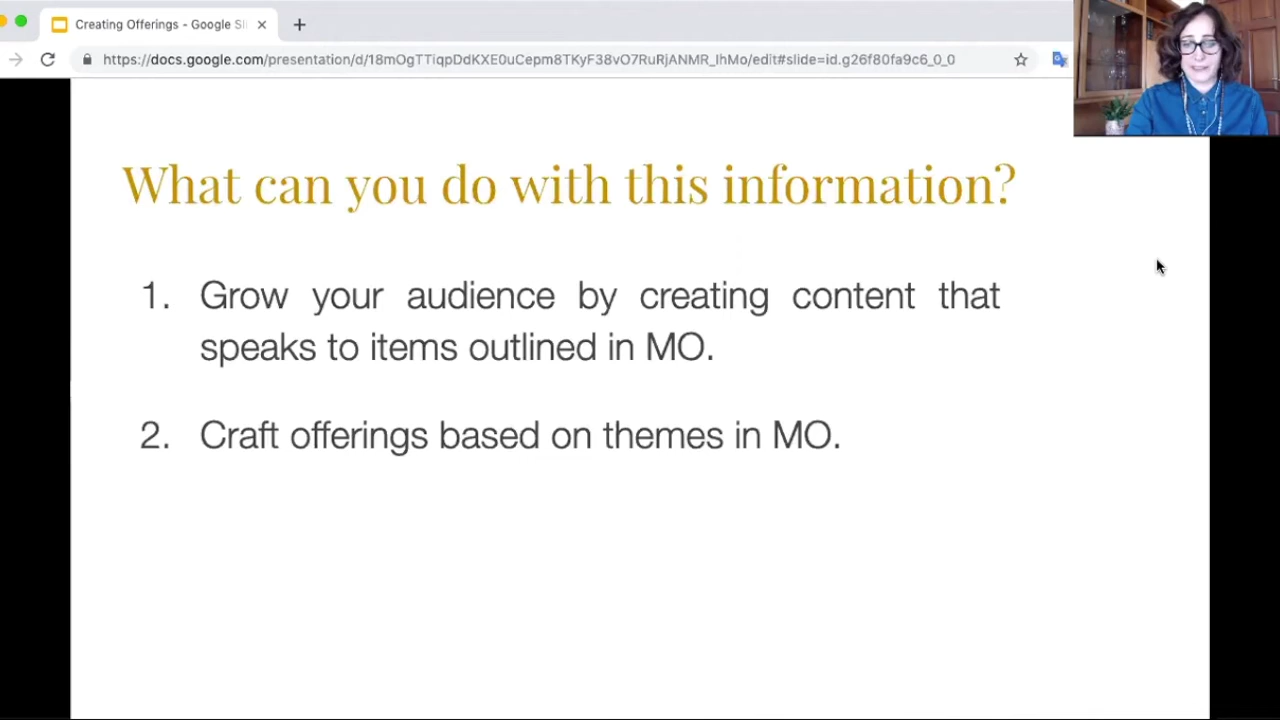 Creating Offerings - Google Sli
https://docs.google.com/presentation/d/18mOgTTiqpDdKXE0uCepm8TKyF38vO7RuRjANMR_IhMo/edit#slide=id.g26f80fa9c6_0_0
What can you do with this information?
1. Grow your audience by creating content that
speaks to items outlined in MO.
2. Craft offerings based on themes in MO.